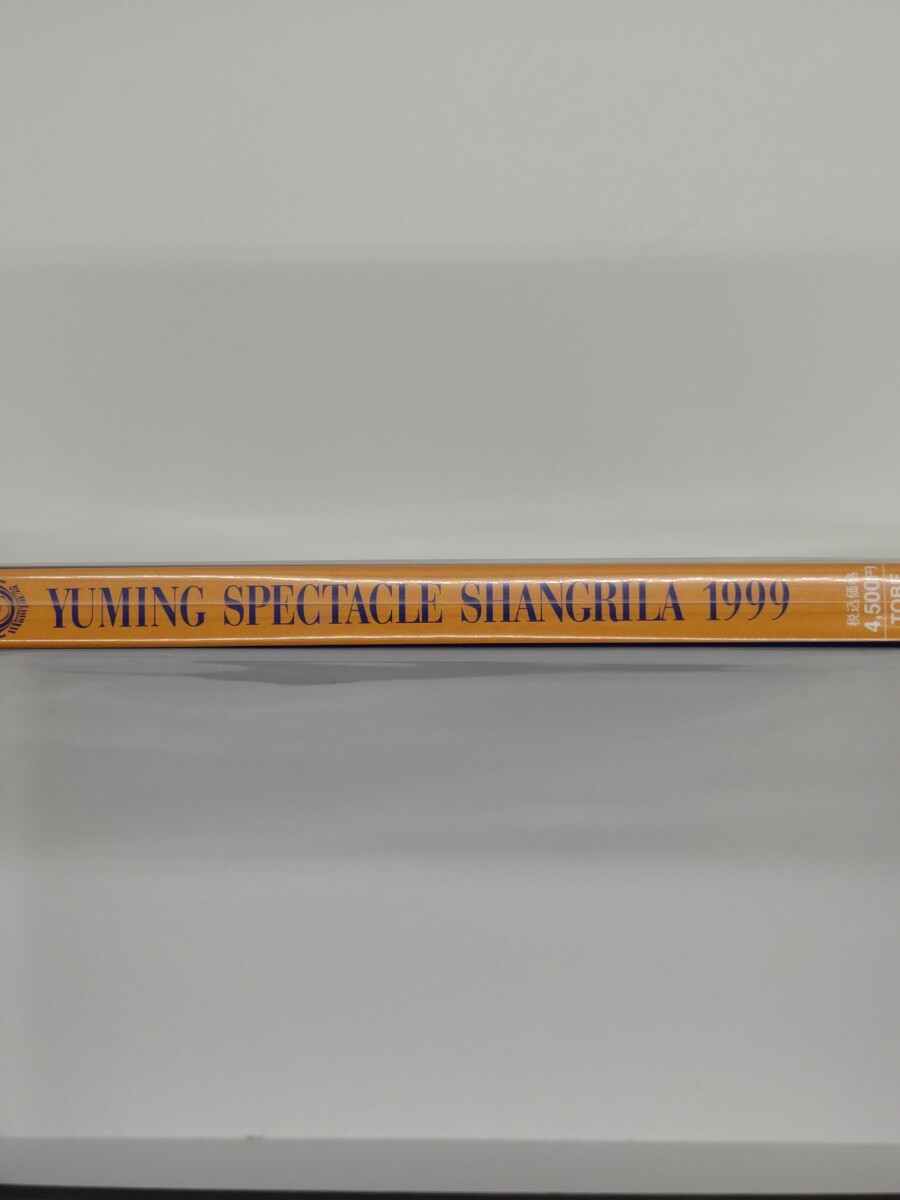 YUMING SPECTACLE SHANGRILA 1999
税込価格
4,500円